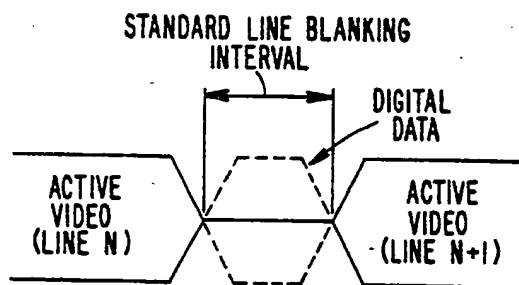 STANDARD LINE BLANKING
INTERVAL
DIGITAL
DATA
ACTIVE
VIDEO
(LINE N)
ACTIVE
VIDEO
(LINE N+1)